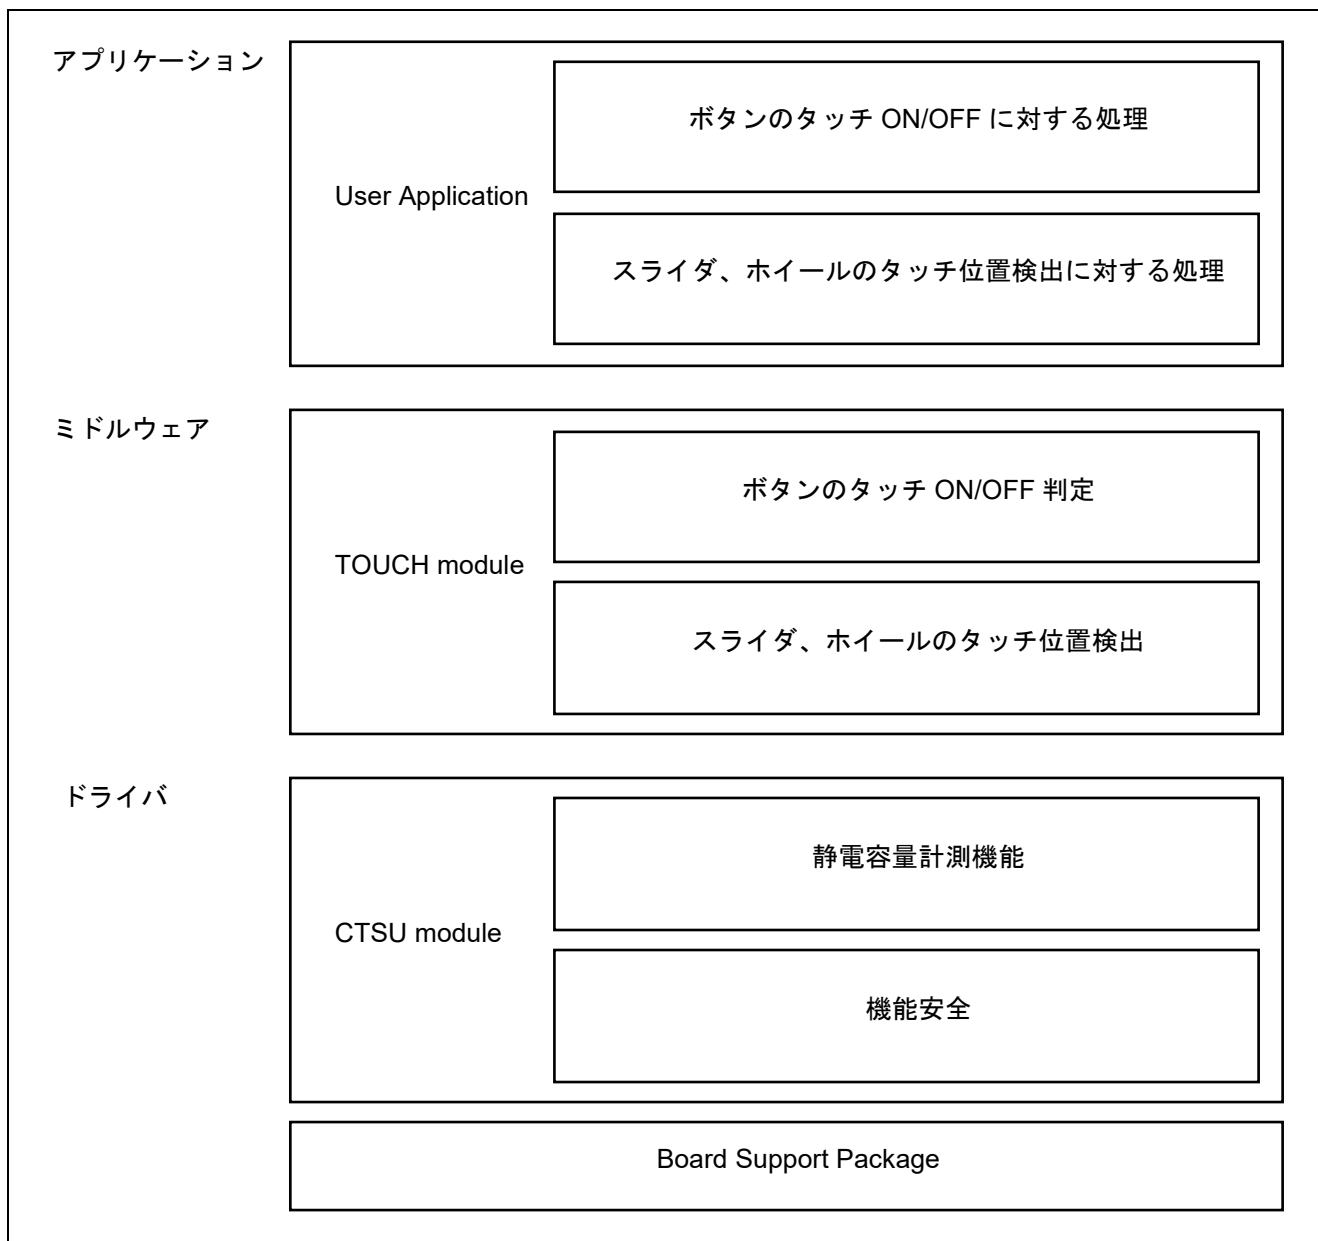 アプリケーション
ボタンのタッチ ON/OFF に対する処理
User Application
スライダ、ホイールのタッチ位置検出に対する処理
ミドルウェア
ボタンのタッチ ON/OFF 判定
TOUCH module
スライダ、ホイールのタッチ位置検出
ドライバ
静電容量計測機能
CTSU module
機能安全
Board Support Package